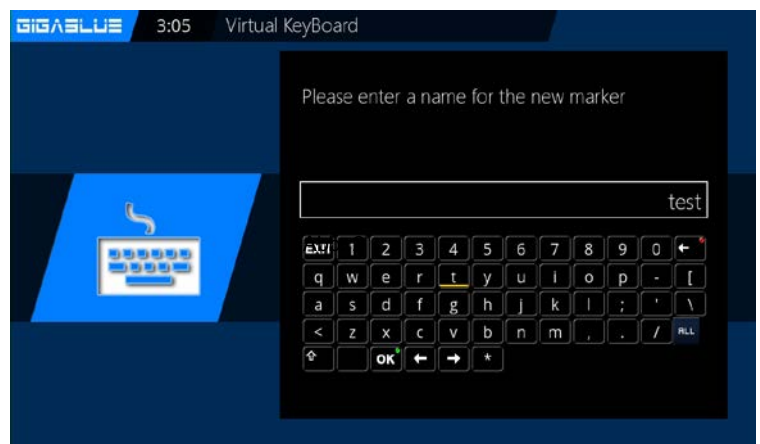 GIGABLUE 3:05 Virtual KeyBoard
Please enter a name for the new marker
test
EXIT 1 2 3 4 5 6 7 8 9 0 ←
q w e r t y u i o p - [
a s d f g h j k l ; ' \
< z x c v b n m , . / ALL
⇧ OK ← → *